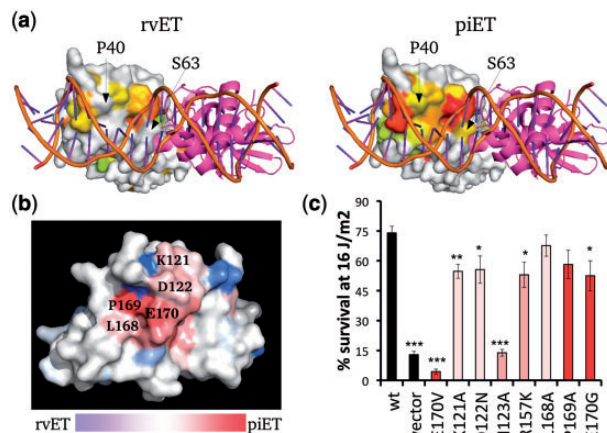 (a)
rvET
piET
P40
S63
P40
S63
(b)
K121
D122
P169
E170
L168
rvET
piET
(c)
% survival at 16 J/m2
90
75
60
45
30
15
0
***
***
**
*
***
*
*
wt
vector
E170V
K121A
D122N
N123A
R157K
L168A
P169A
E170G